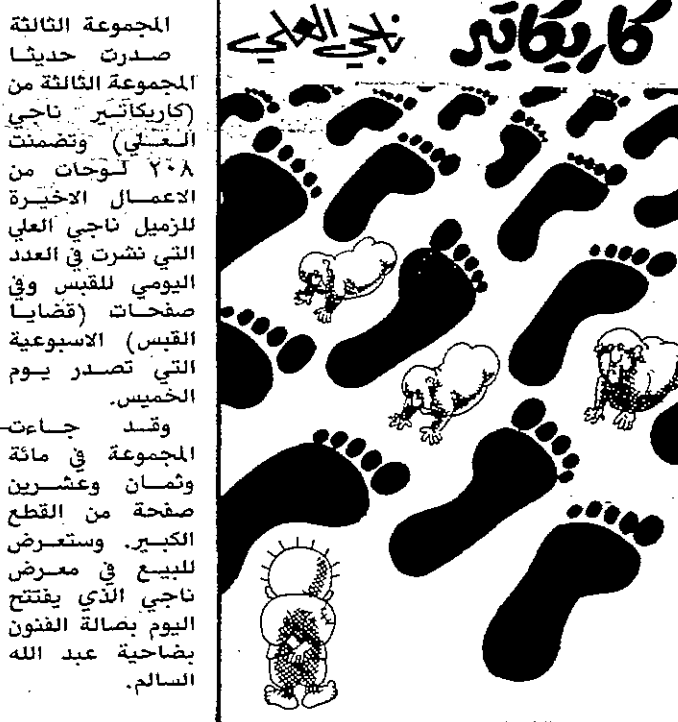 كاريكاتير
ناجي العلي
المجموعة الثالثة
صدرت حديثا
المجموعة الثالثة من
(كاريكاتير ناجي
العلي) وتضمنت
٢٠٨ لوحات من
الاعمال الاخيرة
للزميل ناجي العلي
التي نشرت في العدد
اليومي للقبس وفي
صفحات (قضايا
القبس) الاسبوعية
التي تصدر يوم
الخميس.
وقد جاءت
المجموعة في مائة
وثمان وعشرين
صفحة من القطع
الكبير. وستعرض
للبيع في معرض
ناجي الذي يفتتح
اليوم بصالة الفنون
بضاحية عبد الله
السالم.